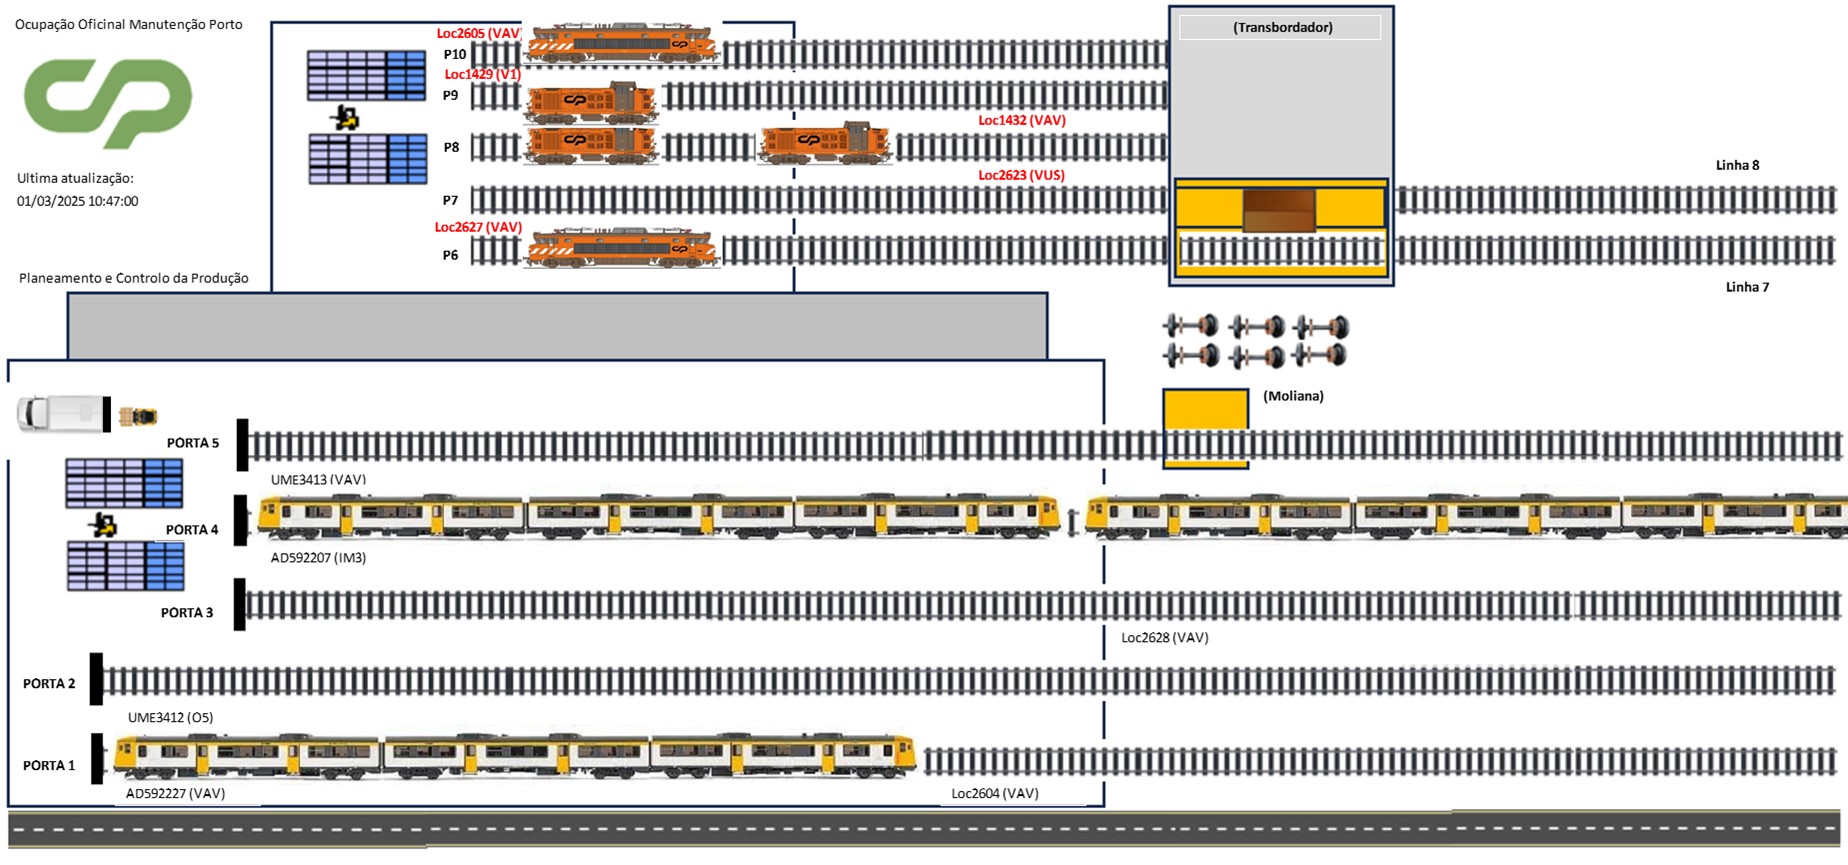 Ocupação Oficinal Manutenção Porto
Loc2605 (VAV)
P10
(Transbordador)
Loc1429 (V1)
P9
Loc1432 (VAV)
P8
Linha 8
Loc2623 (VUS)
Ultima atualização:
01/03/2025 10:47:00
P7
Loc2627 (VAV)
P6
Planeamento e Controlo da Produção
Linha 7
(Moliana)
PORTA 5
UME3413 (VAV)
PORTA 4
AD592207 (IM3)
PORTA 3
Loc2628 (VAV)
PORTA 2
UME3412 (O5)
PORTA 1
AD592227 (VAV)
Loc2604 (VAV)